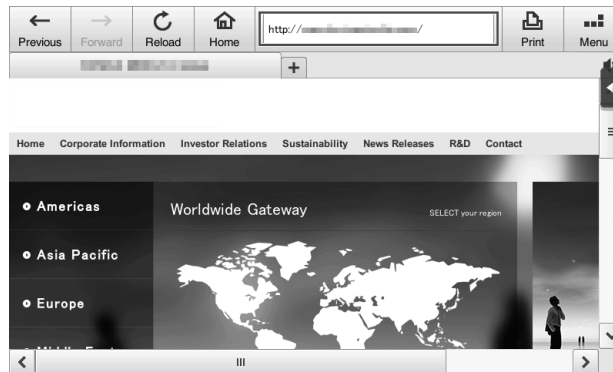 Previous Forward Reload Home http:// / Print Menu
+
Home Corporate Information Investor Relations Sustainability News Releases R&D Contact
Americas
Worldwide Gateway
SELECT your region
Asia Pacific
Europe